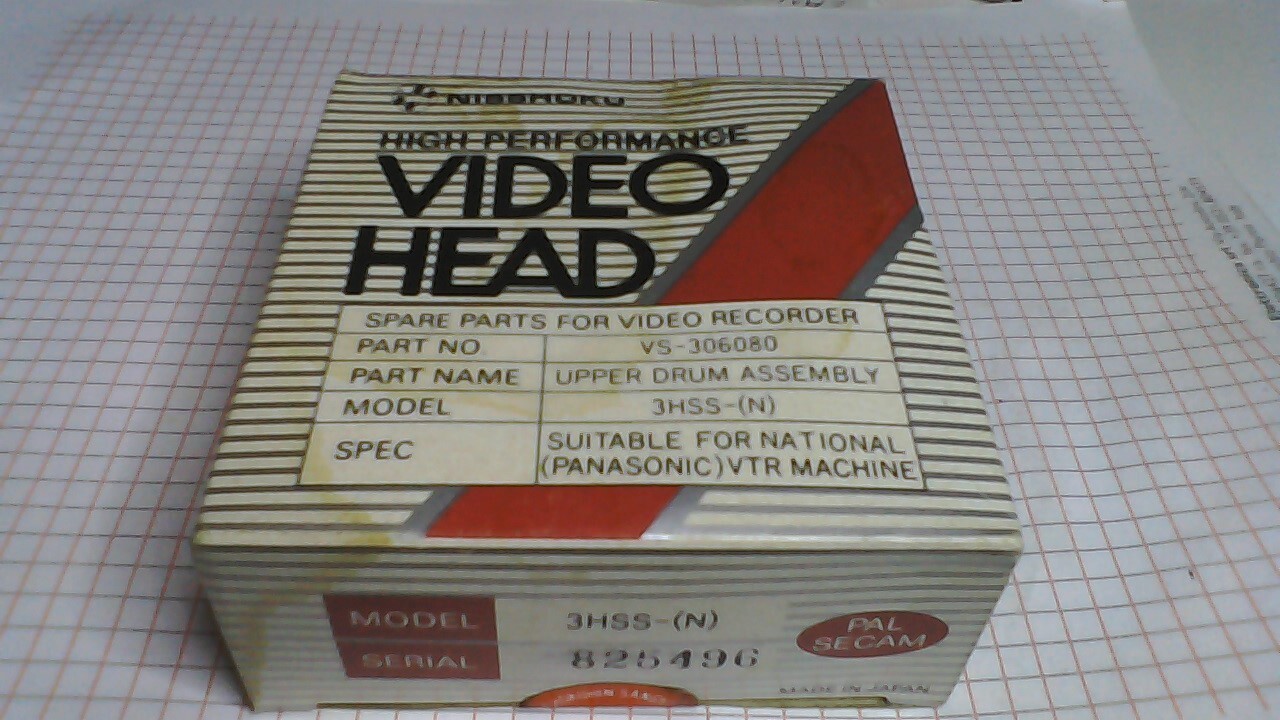 NISSHOKU
HIGH-PERFORMANCE
VIDEO
HEAD
SPARE PARTS FOR VIDEO RECORDER
PART NO VS-306080
PART NAME UPPER DRUM ASSEMBLY
MODEL 3HSS-(N)
SPEC SUITABLE FOR NATIONAL
(PANASONIC) VTR MACHINE
MODEL 3HSS-(N)
PAL
SECAM
SERIAL 825496
MADE IN JAPAN